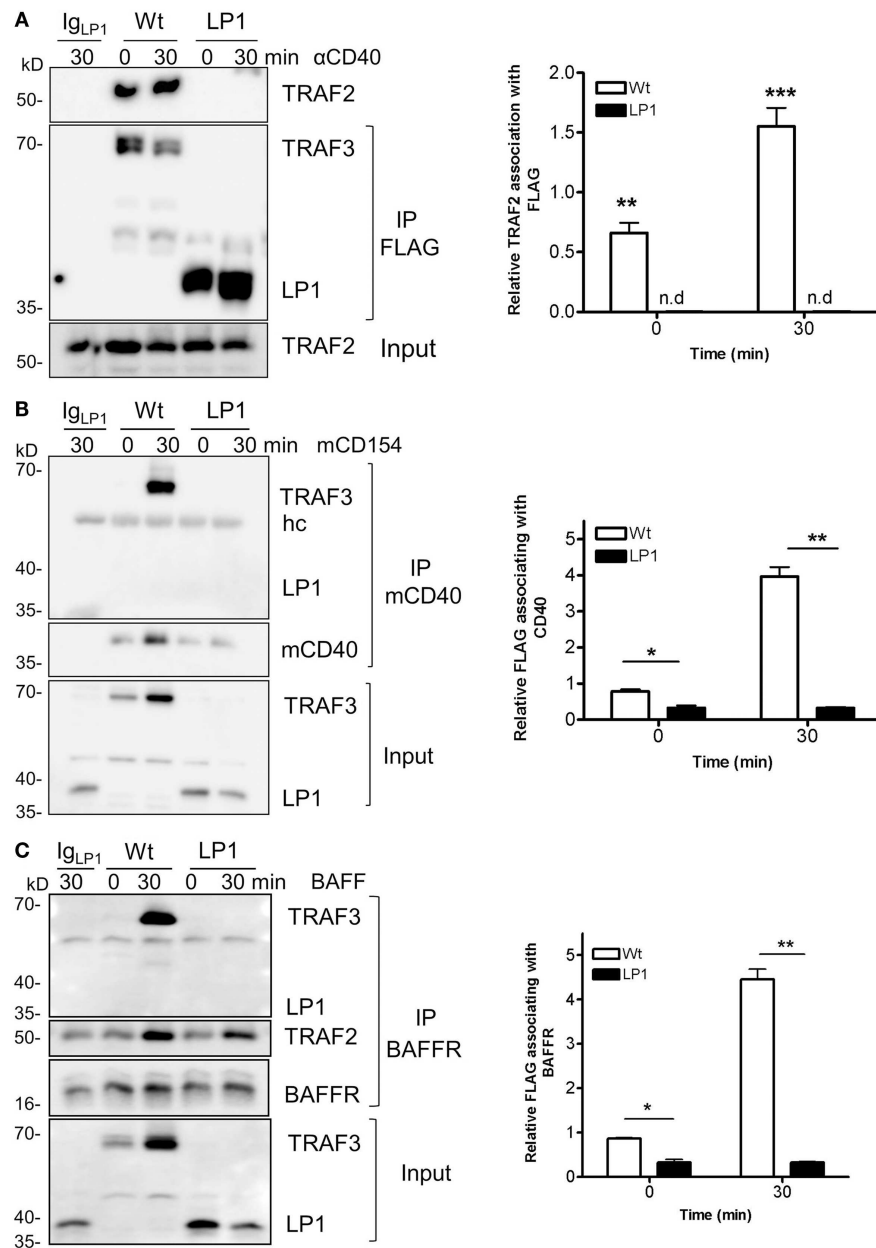 A
Ig LP1 Wt LP1
kD 30 0 30 0 30 min αCD40
50- TRAF2
70- TRAF3
IP
FLAG
LP1
35-
TRAF2 Input
50-
Relative TRAF2 association with
FLAG
2.0
1.5
1.0
0.5
0.0
Wt
LP1
**
n.d
***
n.d
0 30
Time (min)
B
Ig LP1 Wt LP1
kD 30 0 30 0 30 min mCD154
70-
TRAF3
hc
40-
LP1
35-
IP
mCD40
mCD40
35-
70- TRAF3
Input
40-
LP1
35-
Relative FLAG associating with
CD40
5
4
3
2
1
0
Wt
LP1
*
**
0 30
Time (min)
C
Ig LP1 Wt LP1
kD 30 0 30 0 30 min BAFF
70-
TRAF3
40-
35- LP1
IP
BAFFR
50- TRAF2
BAFFR
16-
70- TRAF3
Input
40- LP1
35-
Relative FLAG associating with
BAFFR
5
4
3
2
1
0
Wt
LP1
*
**
0 30
Time (min)